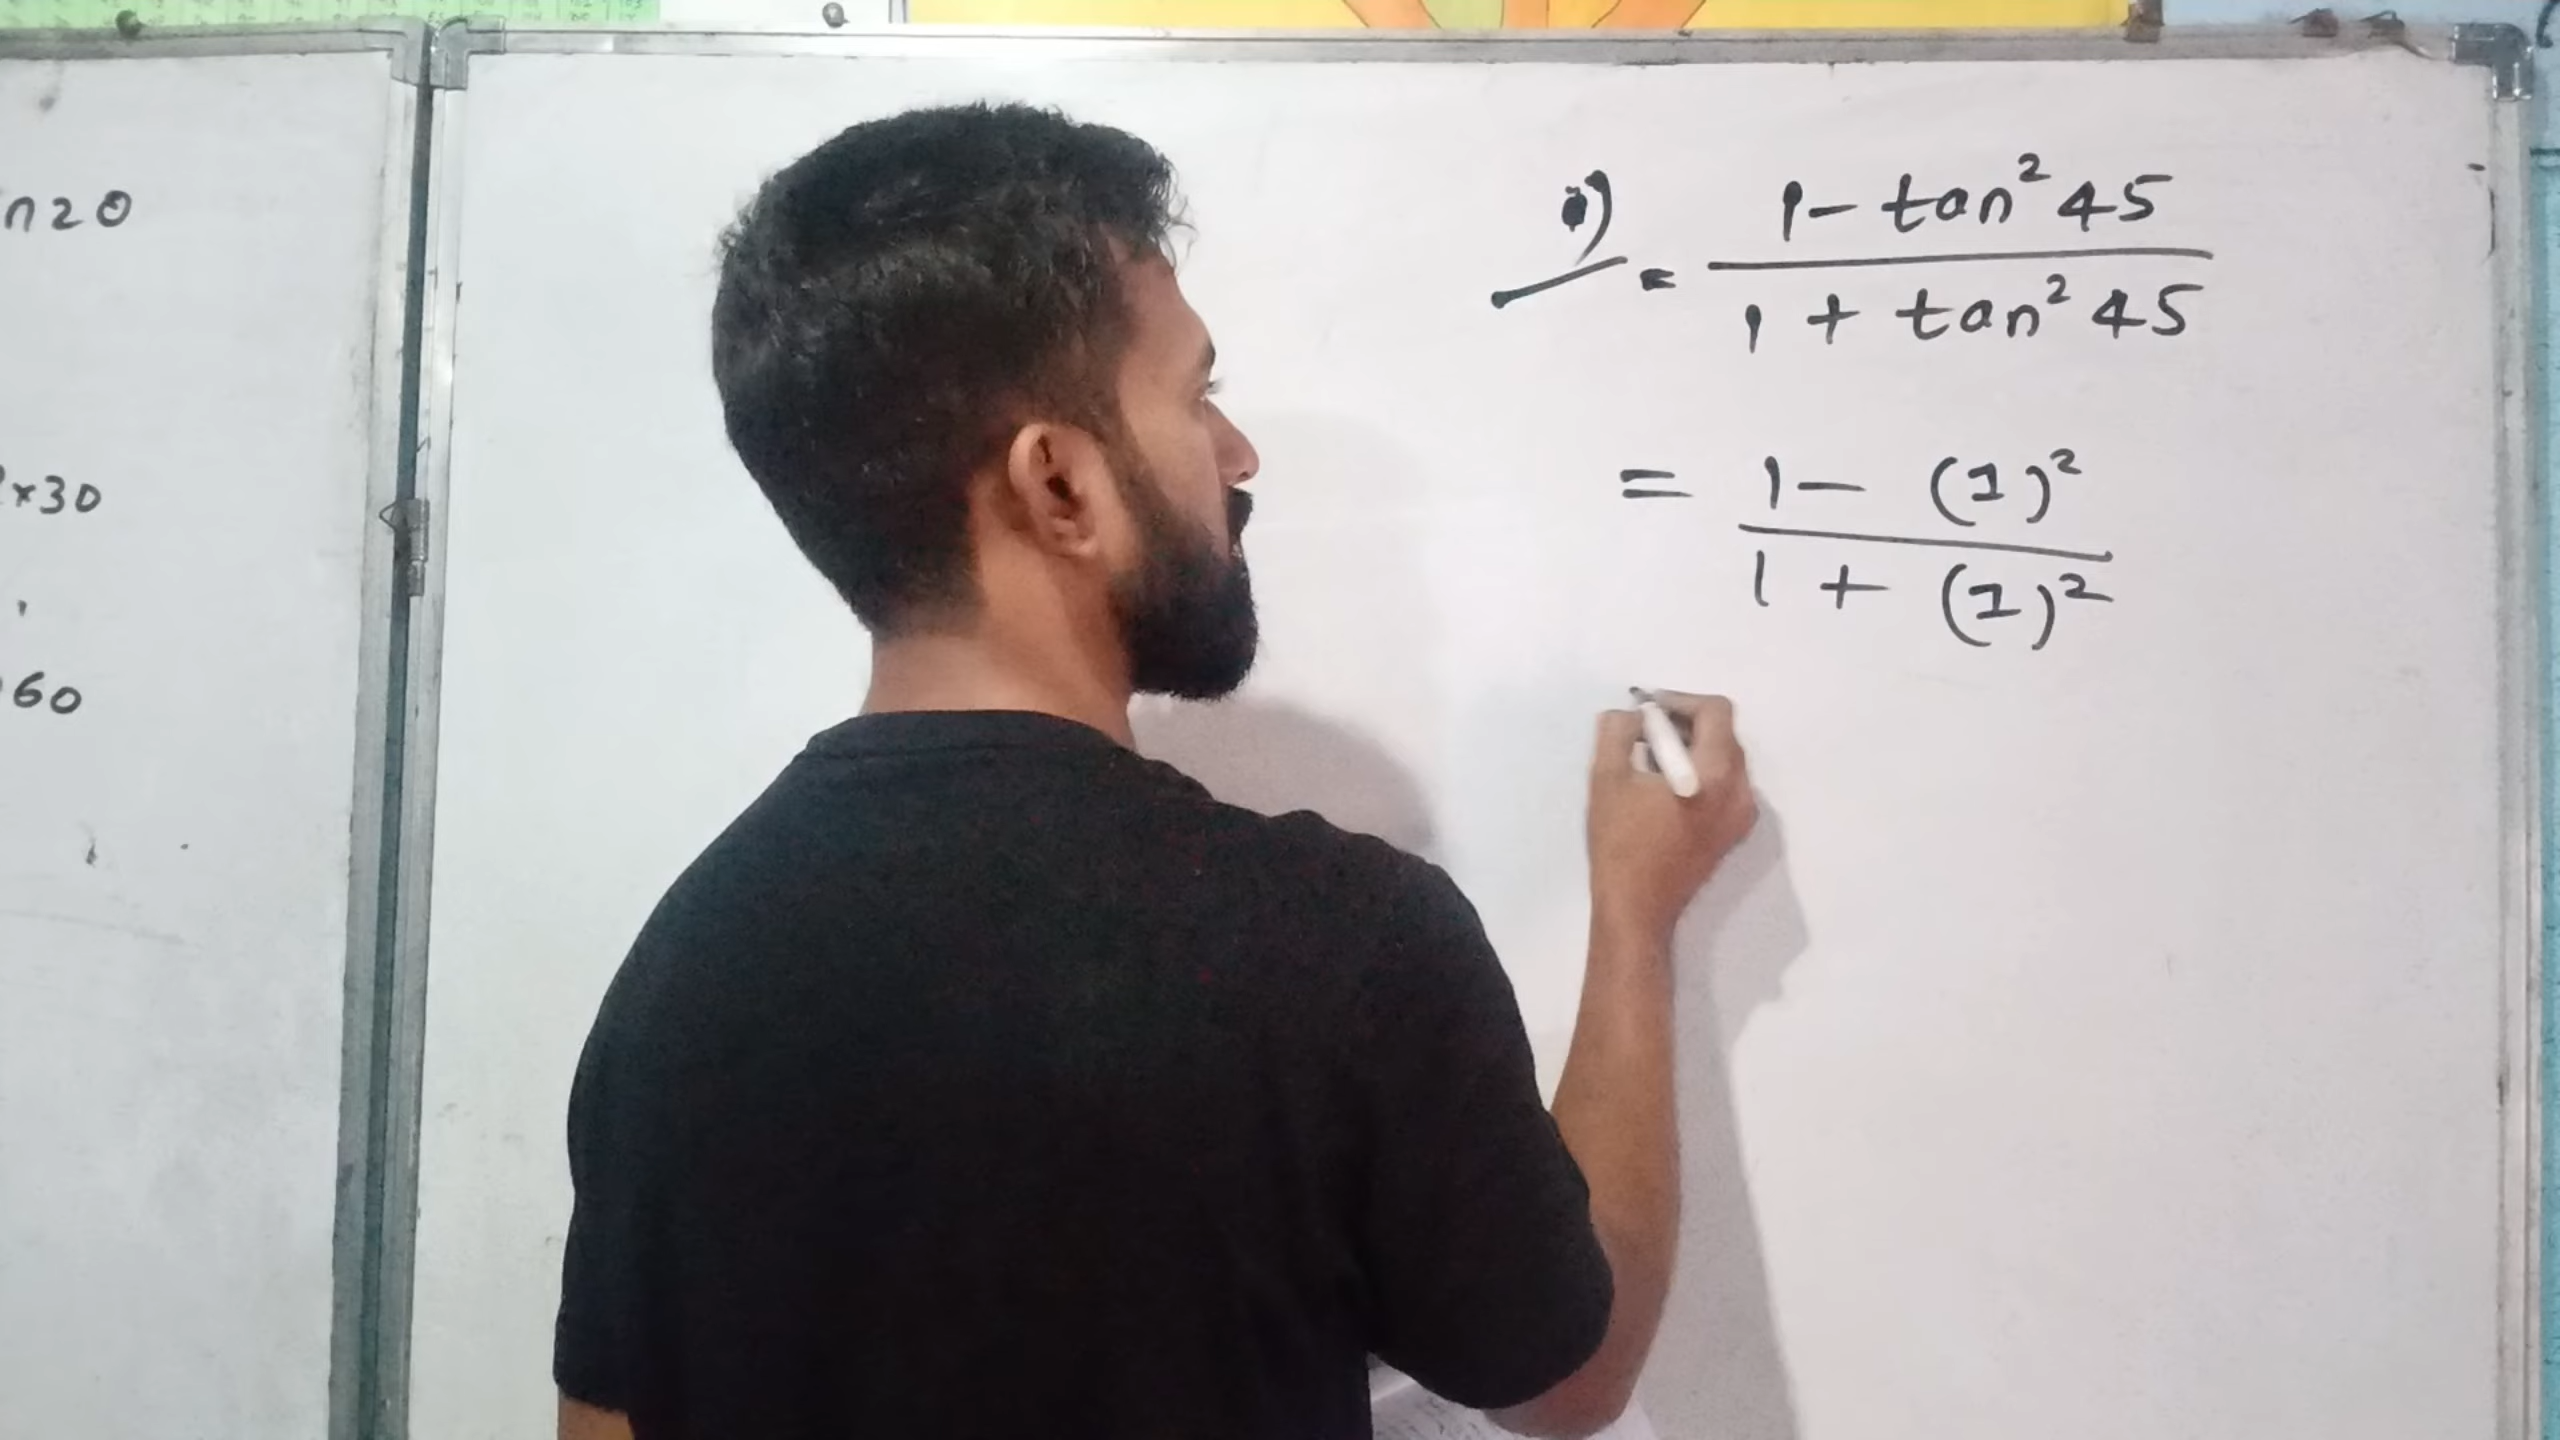 n2θ
×30
60
1 - tan² 45
= ────────
1 + tan² 45
= 1 - (1)²
────────
1 + (1)²